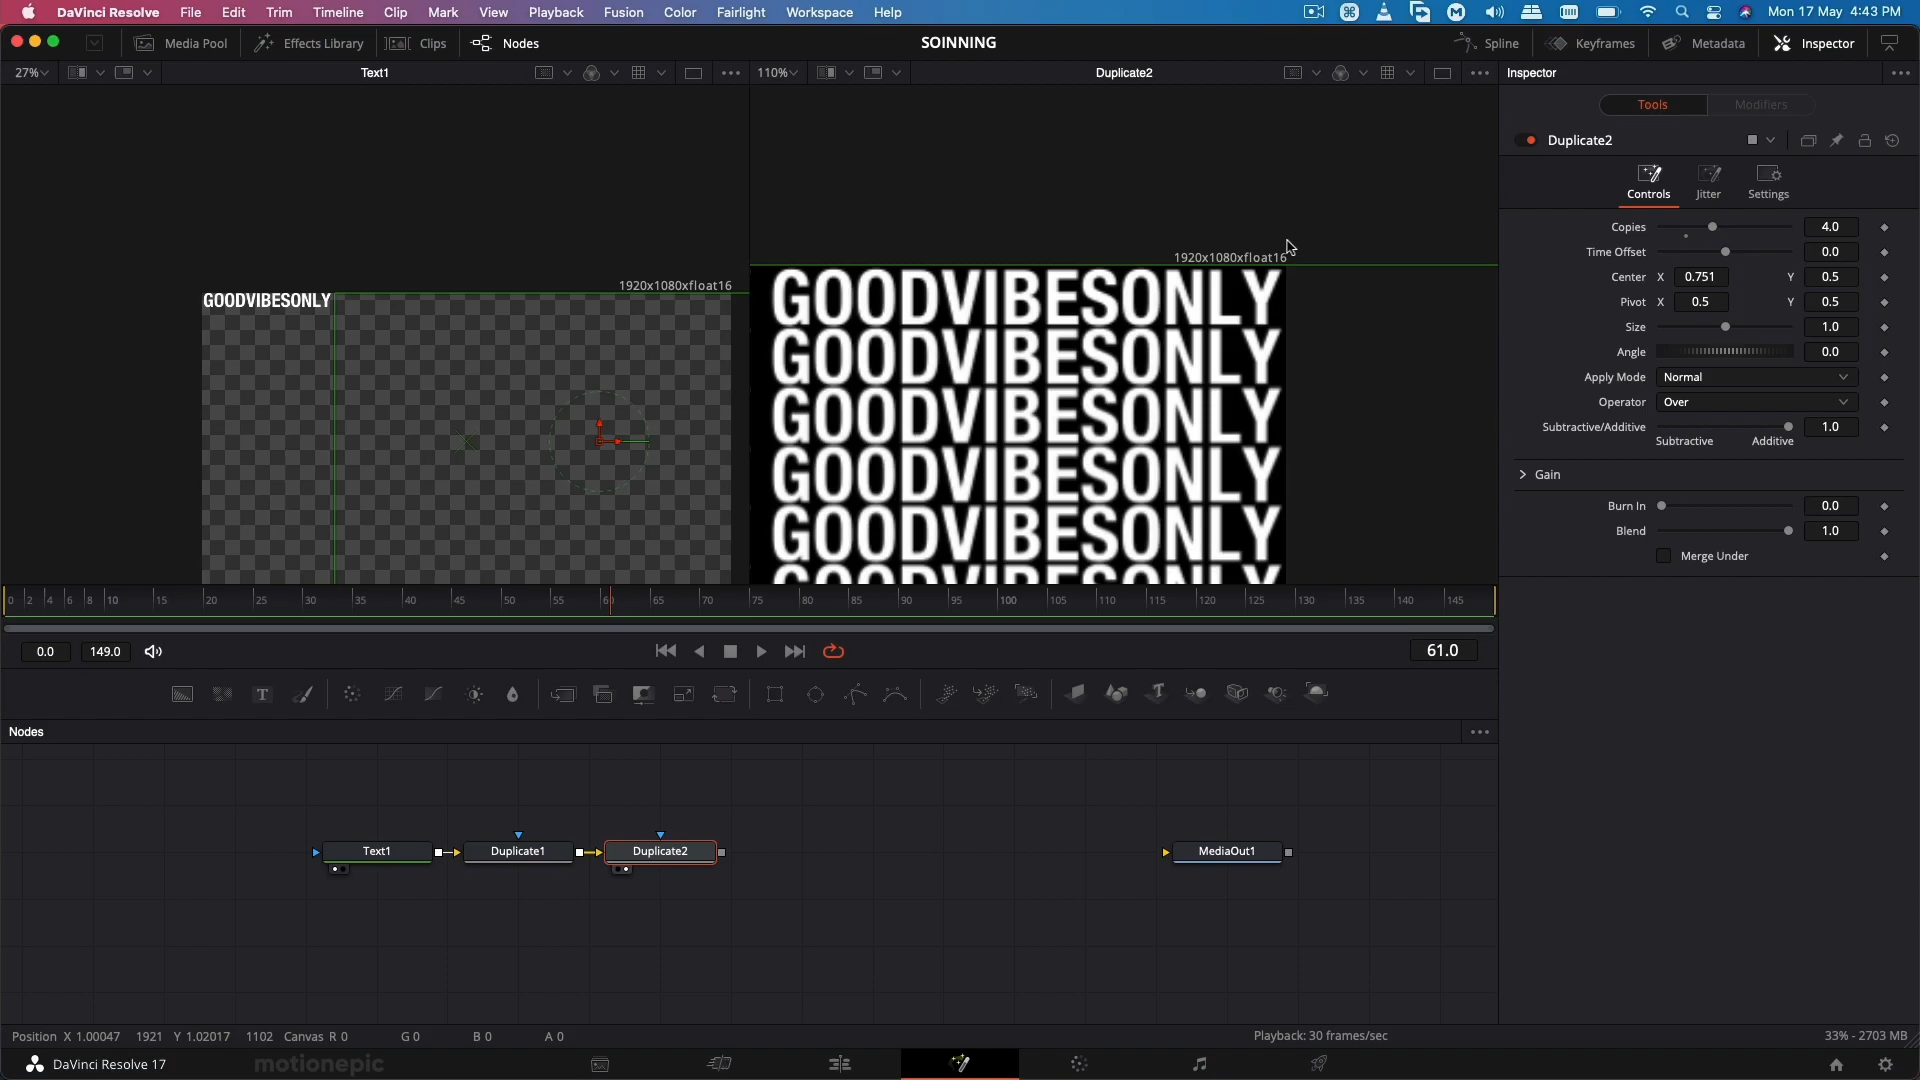 DaVinci Resolve File Edit Trim Timeline Clip Mark View Playback Fusion Color Fairlight Workspace Help Mon 17 May 4:43 PM
Media Pool Effects Library Clips Nodes SOINNING Spline Keyframes Metadata Inspector
27% Text1 110% Duplicate2 Inspector
Tools Modifiers
Duplicate2
Controls Jitter Settings
Copies 4.0
Time Offset 0.0
Center X 0.751 Y 0.5
Pivot X 0.5 Y 0.5
Size 1.0
Angle 0.0
Apply Mode Normal
Operator Over
Subtractive/Additive 1.0
Subtractive Additive
Gain
Burn In 0.0
Blend 1.0
Merge Under
1920x1080xfloat16
GOODVIBESONLY
1920x1080xfloat16
GOODVIBESONLY
GOODVIBESONLY
GOODVIBESONLY
GOODVIBESONLY
GOODVIBESONLY
GOODVIBESONLY
0 2 4 6 8 10 15 20 25 30 35 40 45 50 55 60 65 70 75 80 85 90 95 100 105 110 115 120 125 130 135 140 145
0.0 149.0 61.0
Nodes
Text1 Duplicate1 Duplicate2 MediaOut1
Position X 1.00047 1921 Y 1.02017 1102 Canvas R 0 G 0 B 0 A 0 Playback: 30 frames/sec 33% - 2703 MB
DaVinci Resolve 17 motionepic